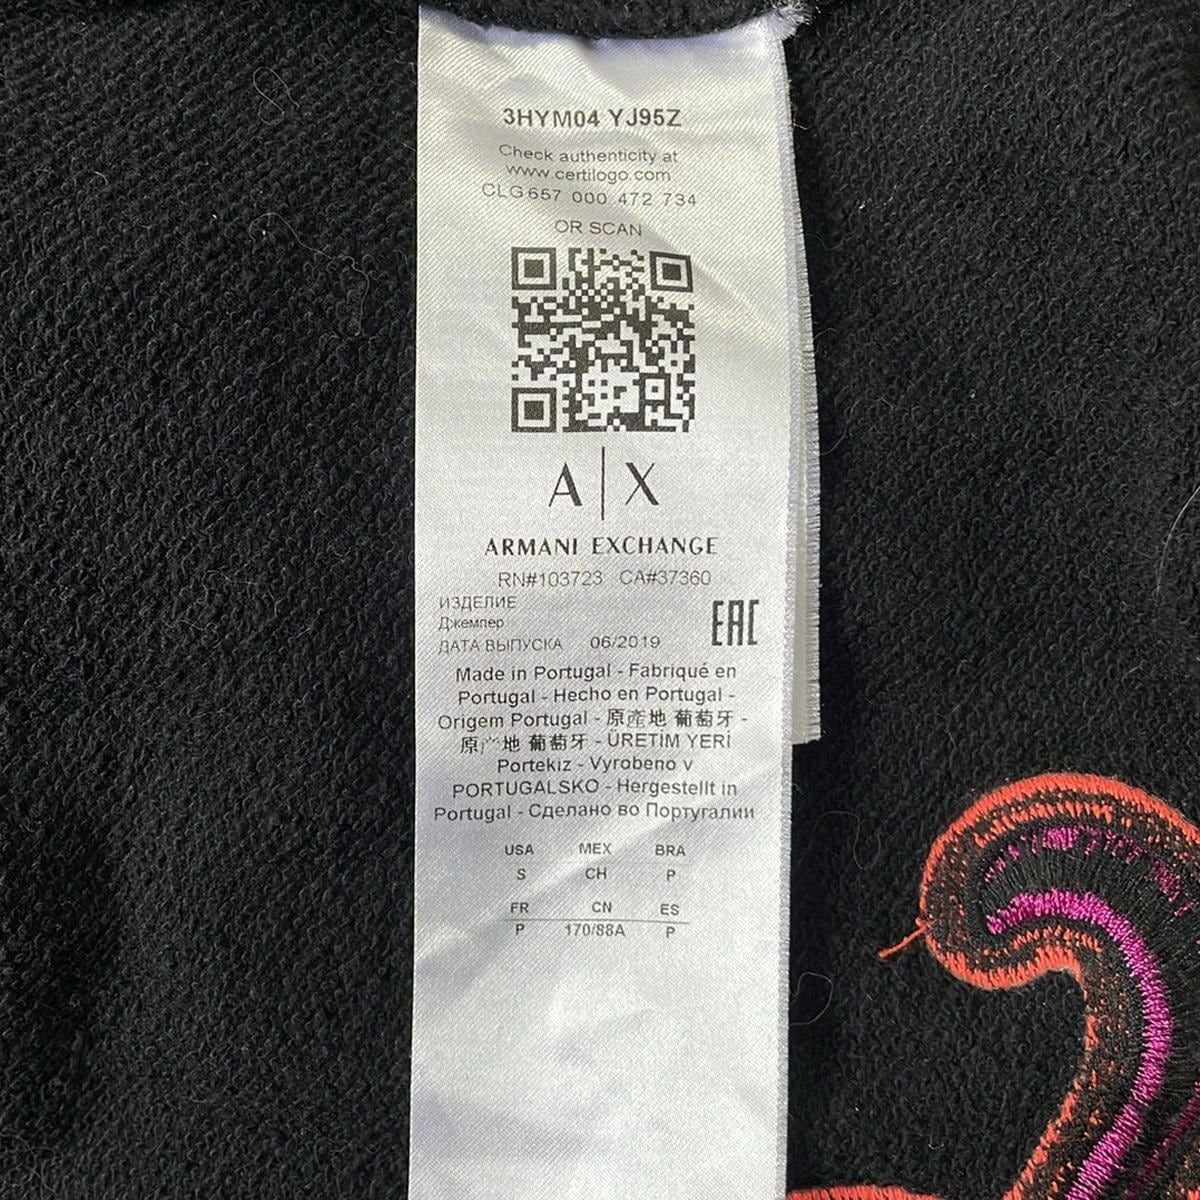 3HYM04 YJ95Z
Check authenticity at
www.certilogo.com
CLG 657 000 472 734
OR SCAN
A|X
ARMANI EXCHANGE
RN#103723 CA#37360
ИЗДЕЛИЕ
Джемпер
ДАТА ВЫПУСКА 06/2019
EAC
Made in Portugal - Fabriqué en
Portugal - Hecho en Portugal -
Origem Portugal - 原產地 葡萄牙 -
原产地 葡萄牙 - ÜRETİM YERİ
Portekiz - Vyrobeno v
PORTUGALSKO - Hergestellt in
Portugal - Сделано во Португалии
USA MEX BRA
S CH P
FR CN ES
P 170/88A P